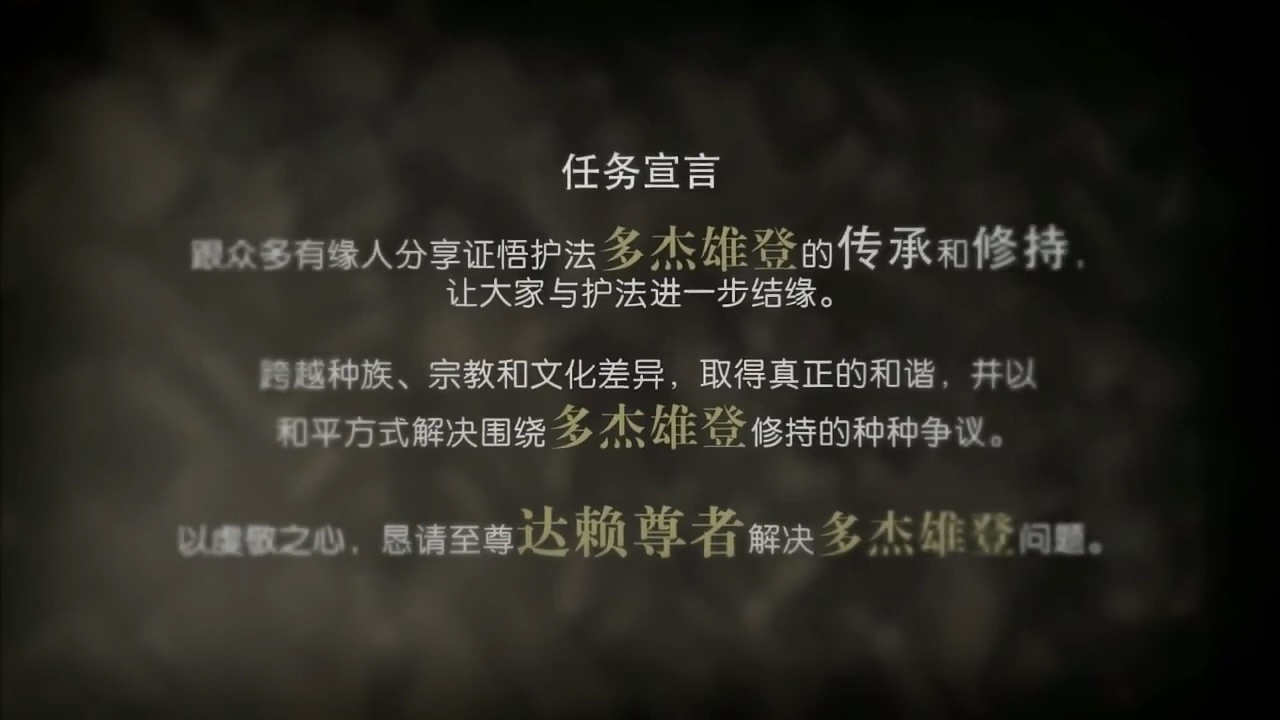 任务宣言
跟众多有缘人分享证悟护法多杰雄登的传承和修持，
让大家与护法进一步结缘。
跨越种族、宗教和文化差异，取得真正的和谐，并以
和平方式解决围绕多杰雄登修持的种种争议。
以虔敬之心，恳请至尊达赖尊者解决多杰雄登问题。